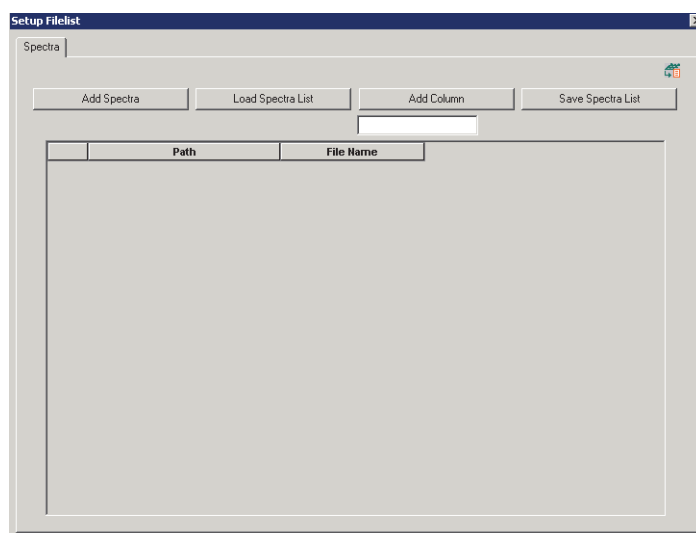 Setup Filelist
Spectra
Add Spectra Load Spectra List Add Column Save Spectra List
Path File Name